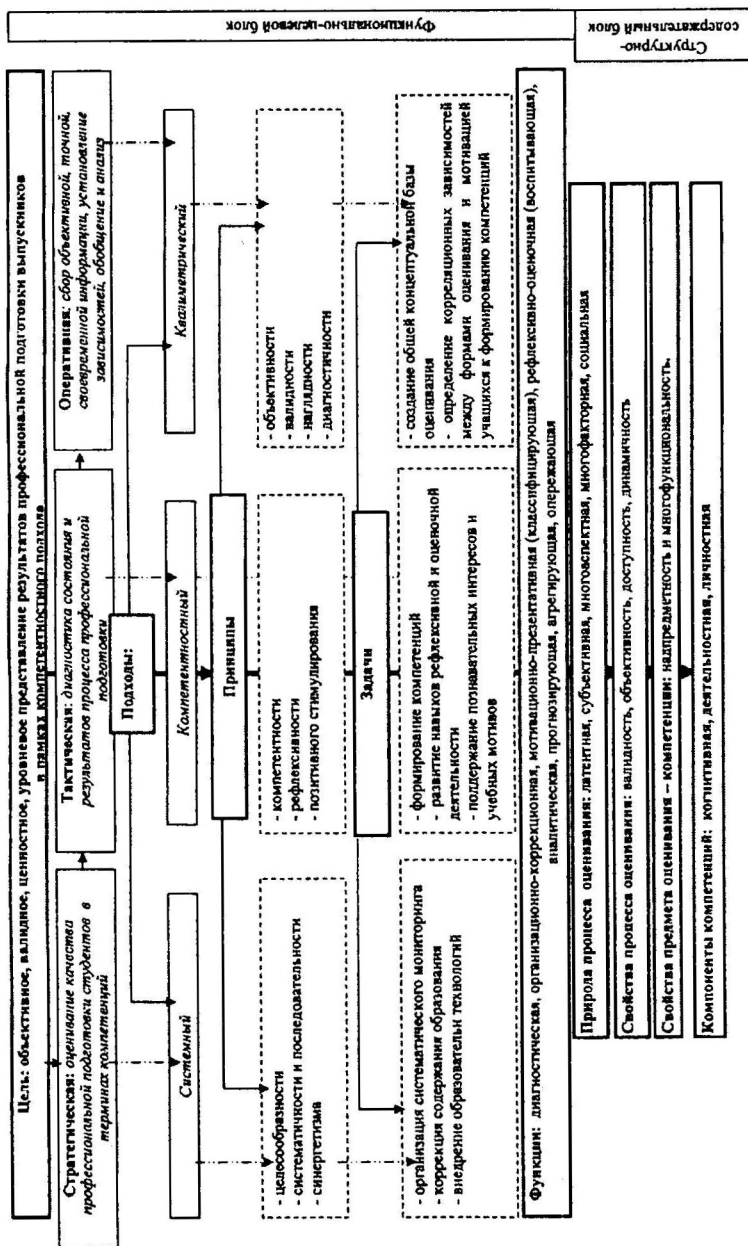 Функционально-целевой блок
Структурно-
содержательный блок
Цель: объективное, валидное, ценностное, уровневое представление результатов профессиональной подготовки выпускников
в рамках компетентностного подхода
Стратегическая: оценивание качества
профессиональной подготовки студентов в
терминах компетенций
Тактическая: диагностика состояния и
результатов процесса профессиональной
подготовки
Оперативная: сбор объективной, точной,
своевременной информации, установление
зависимостей, обобщение и анализ
Подходы:
Системный
Компетентностный
Квалиметрический
Принципы
- целесообразности
- систематичности и последовательности
- синергетизма
- компетентности
- рефлексивности
- позитивного стимулирования
- объективности
- валидности
- наглядности
- диагностичности
Задачи
- организация систематического мониторинга
- коррекция содержания образования
- внедрение образовательн технологий
- формирование компетенций
- развитие навыков рефлексивной и оценочной
деятельности
- поддержание познавательных интересов и
учебных мотивов
- создание общей концептуальной базы
оценивания
- определение корреляционных зависимостей
между формами оценивания и мотивацией
учащихся к формированию компетенций
Функции: диагностическая, организационно-коррекционная, мотивационно-презентативная (классифицирующая), рефлексивно-оценочная (воспитывающая),
аналитическая, прогнозирующая, агрегирующая, опережающая
Природа процесса оценивания: латентная, субъективная, многоаспектная, многофакторная, социальная
Свойства процесса оценивания: валидность, объективность, доступность, динамичность
Свойства предмета оценивания – компетенции: надпредметность и многофункциональность.
Компоненты компетенций: когнитивная, деятельностная, личностная